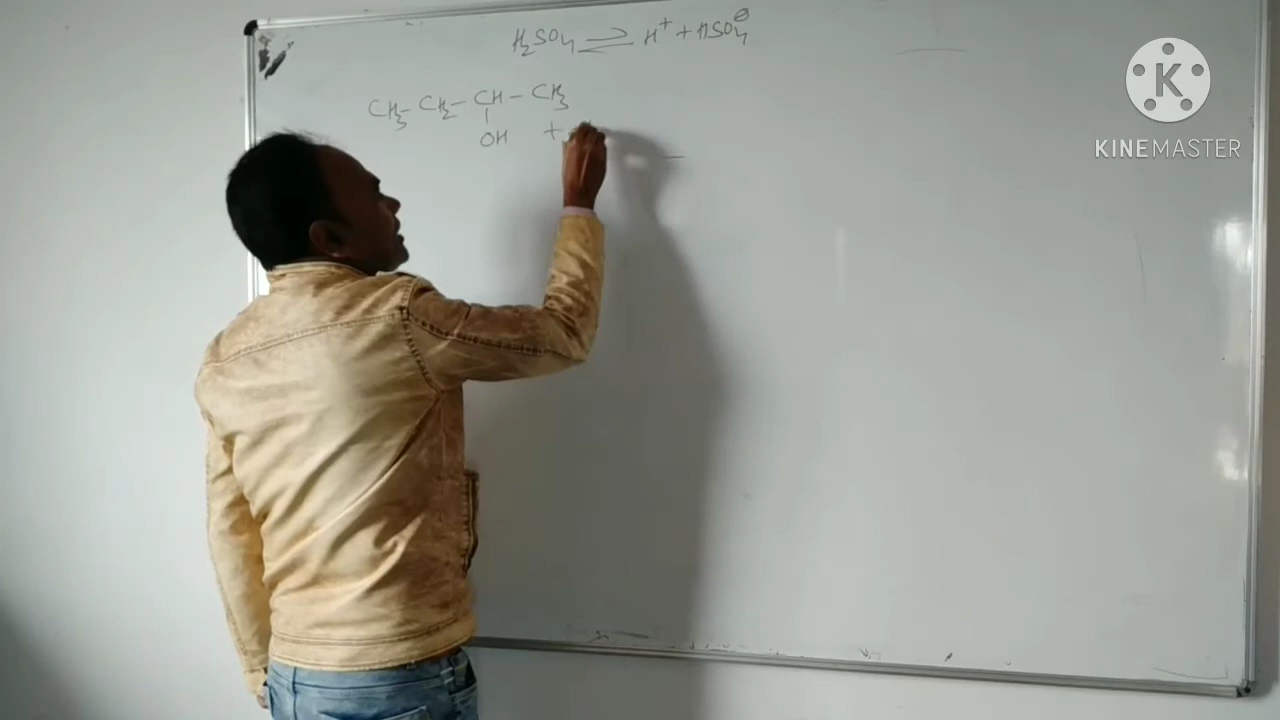 H₂SO₄ ⇌ H⁺ + HSO₄⊖
K
KINEMASTER
CH₃ - CH₂ - CH - CH₃
|
OH +